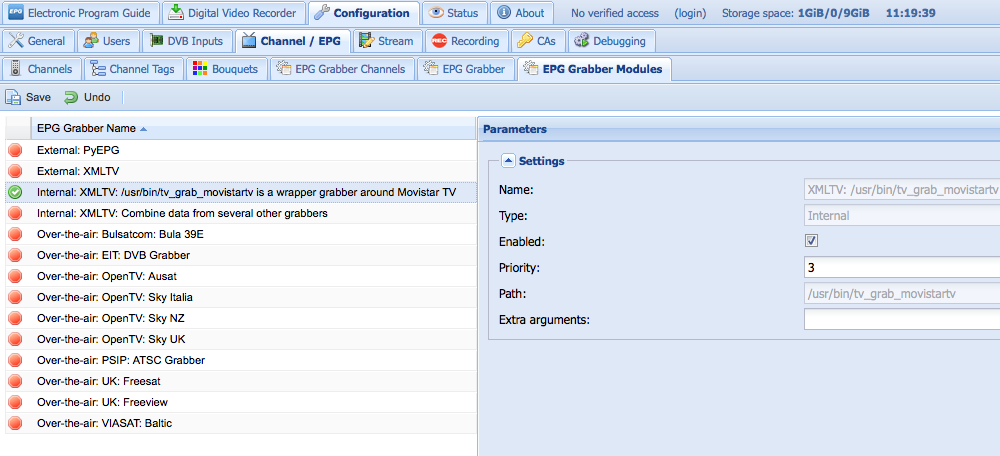 EPG Electronic Program Guide Digital Video Recorder Configuration Status About No verified access (login) Storage space: 1GiB/0/9GiB 11:19:39
General Users DVB Inputs Channel / EPG Stream REC Recording CAs Debugging
Channels Channel Tags Bouquets EPG Grabber Channels EPG Grabber EPG Grabber Modules
Save Undo
EPG Grabber Name
External: PyEPG
External: XMLTV
Internal: XMLTV: /usr/bin/tv_grab_movistartv is a wrapper grabber around Movistar TV
Internal: XMLTV: Combine data from several other grabbers
Over-the-air: Bulsatcom: Bula 39E
Over-the-air: EIT: DVB Grabber
Over-the-air: OpenTV: Ausat
Over-the-air: OpenTV: Sky Italia
Over-the-air: OpenTV: Sky NZ
Over-the-air: OpenTV: Sky UK
Over-the-air: PSIP: ATSC Grabber
Over-the-air: UK: Freesat
Over-the-air: UK: Freeview
Over-the-air: VIASAT: Baltic
Parameters
Settings
Name: XMLTV: /usr/bin/tv_grab_movistartv
Type: Internal
Enabled:
Priority: 3
Path: /usr/bin/tv_grab_movistartv
Extra arguments: